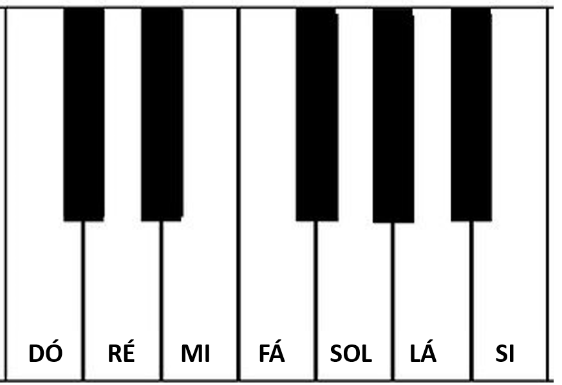 DÓ RÉ MI FÁ SOL LÁ SI